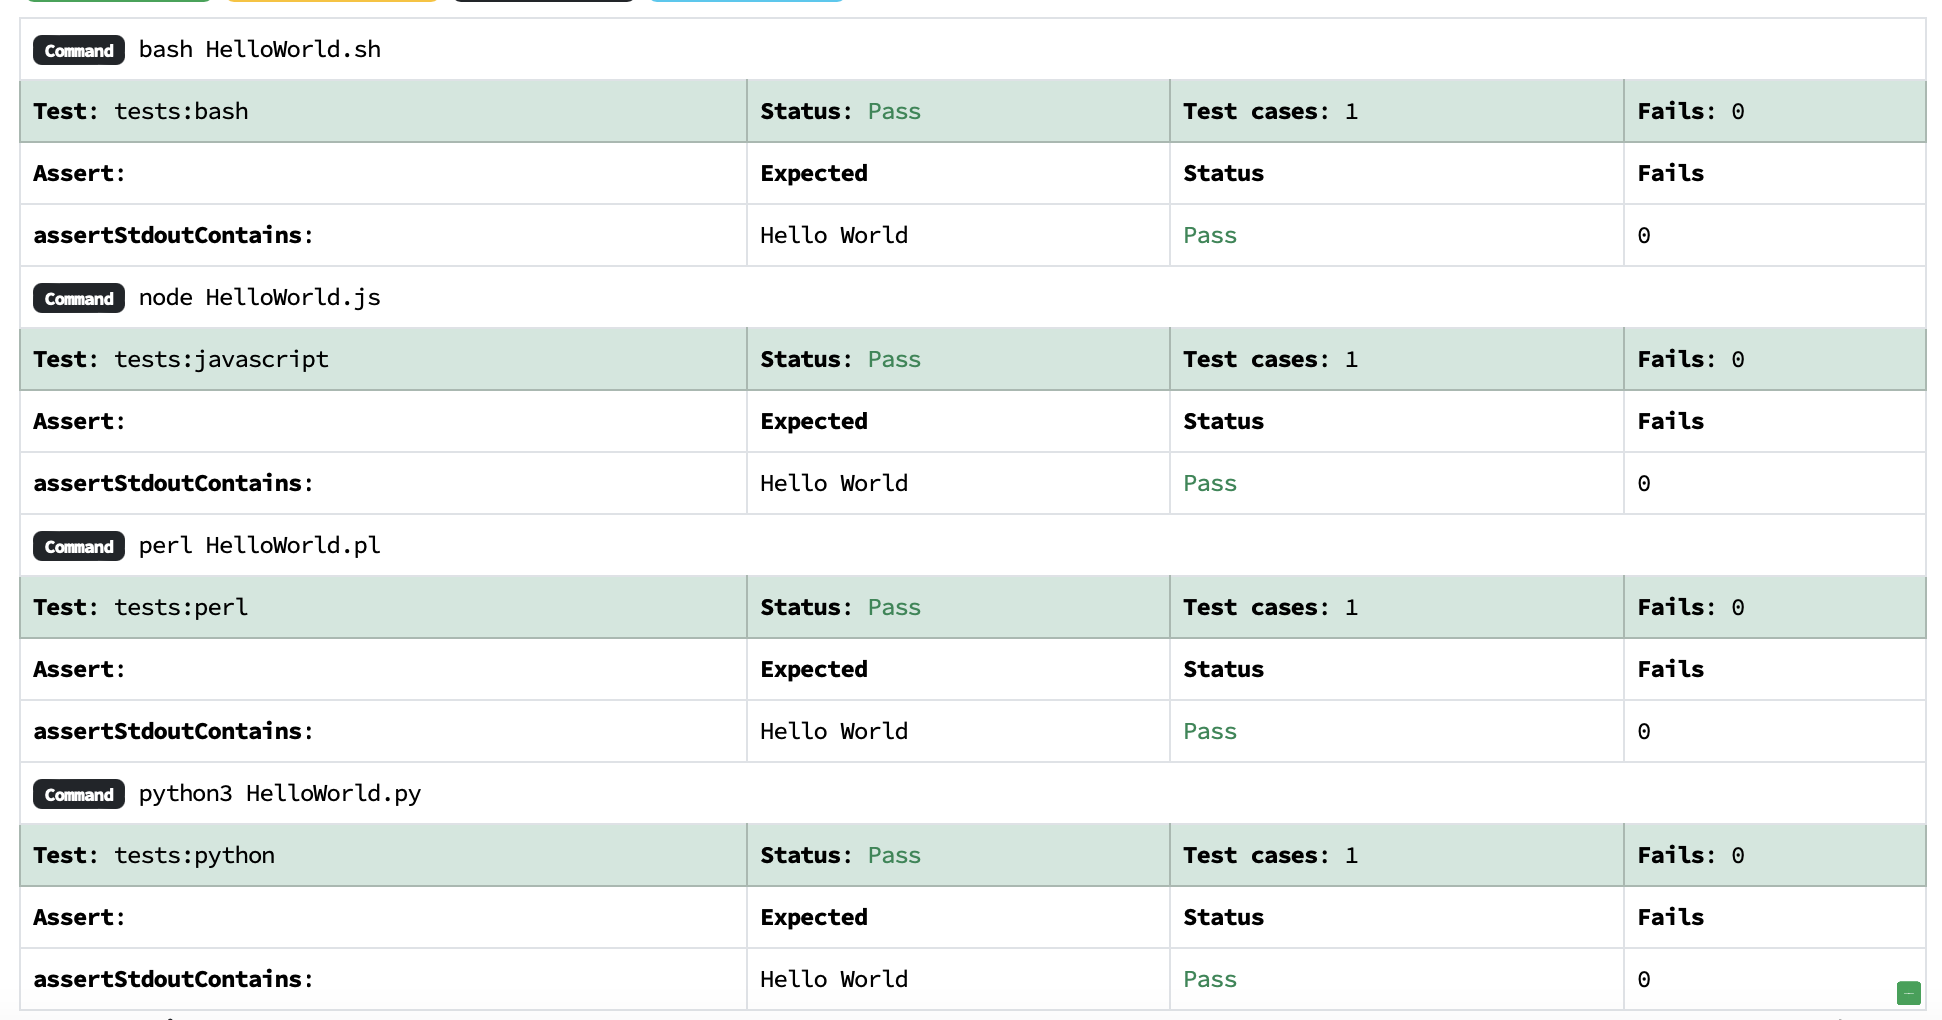 Command bash HelloWorld.sh
Test: tests:bash Status: Pass Test cases: 1 Fails: 0
Assert: Expected Status Fails
assertStdoutContains: Hello World Pass 0
Command node HelloWorld.js
Test: tests:javascript Status: Pass Test cases: 1 Fails: 0
Assert: Expected Status Fails
assertStdoutContains: Hello World Pass 0
Command perl HelloWorld.pl
Test: tests:perl Status: Pass Test cases: 1 Fails: 0
Assert: Expected Status Fails
assertStdoutContains: Hello World Pass 0
Command python3 HelloWorld.py
Test: tests:python Status: Pass Test cases: 1 Fails: 0
Assert: Expected Status Fails
assertStdoutContains: Hello World Pass 0